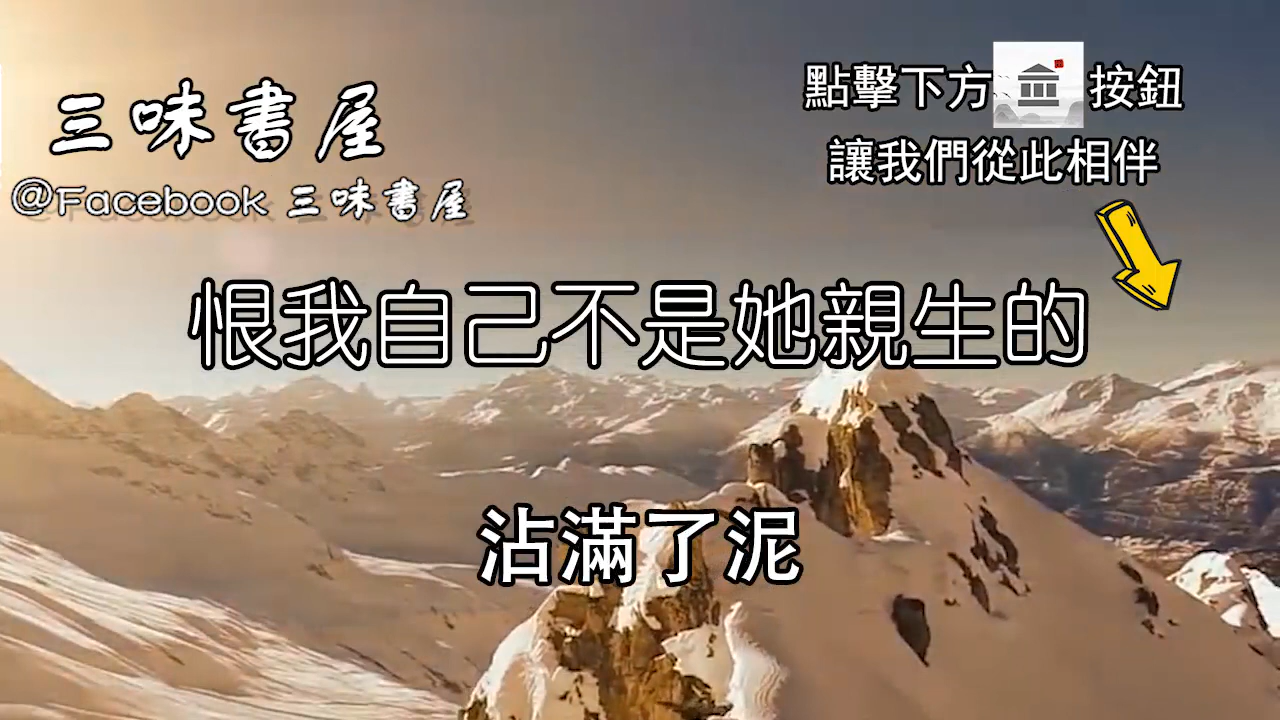 三味書屋
@Facebook 三味書屋
點擊下方 按鈕
讓我們從此相伴
恨我自己不是她親生的
沾滿了泥